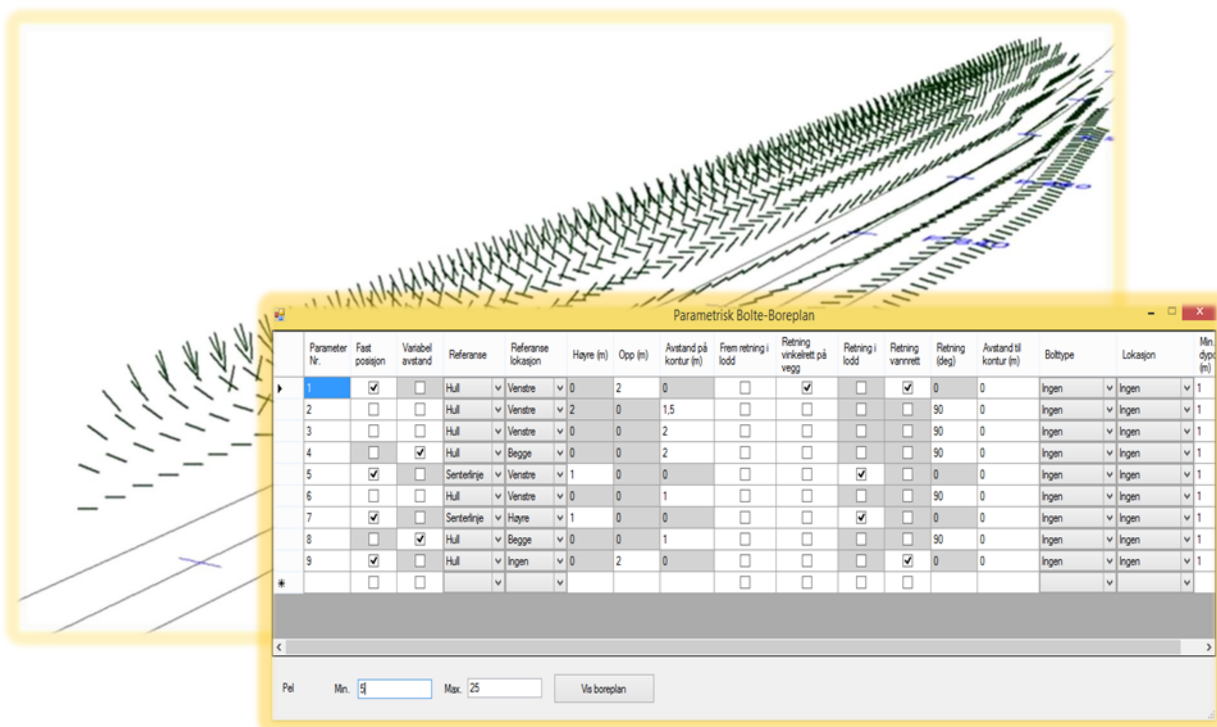 Parametrisk Bolte-Boreplan
Parameter Nr. Fast posisjon Variabel avstand Referanse Referanse lokasjon Høyre (m) Opp (m) Avstand på kontur (m) Frem retning i lodd Retning vinkelrett på vegg Retning i lodd Retning vannrett Retning (deg) Avstand til kontur (m) Bolttype Lokasjon Min. (m)
1 Hull Venstre 0 2 0 0 0 Ingen Ingen 1
2 Hull Venstre 2 0 1,5 90 0 Ingen Ingen 1
3 Hull Venstre 0 0 2 90 0 Ingen Ingen 1
4 Hull Begge 0 0 2 90 0 Ingen Ingen 1
5 Senterlinje Venstre 1 0 0 0 0 Ingen Ingen 1
6 Hull Venstre 0 0 1 90 0 Ingen Ingen 1
7 Senterlinje Høyre 1 0 0 0 0 Ingen Ingen 1
8 Hull Begge 0 0 1 90 0 Ingen Ingen 1
9 Hull Ingen 0 2 0 0 0 Ingen Ingen 1
Pel Min. 5 Max. 25 Vis boreplan